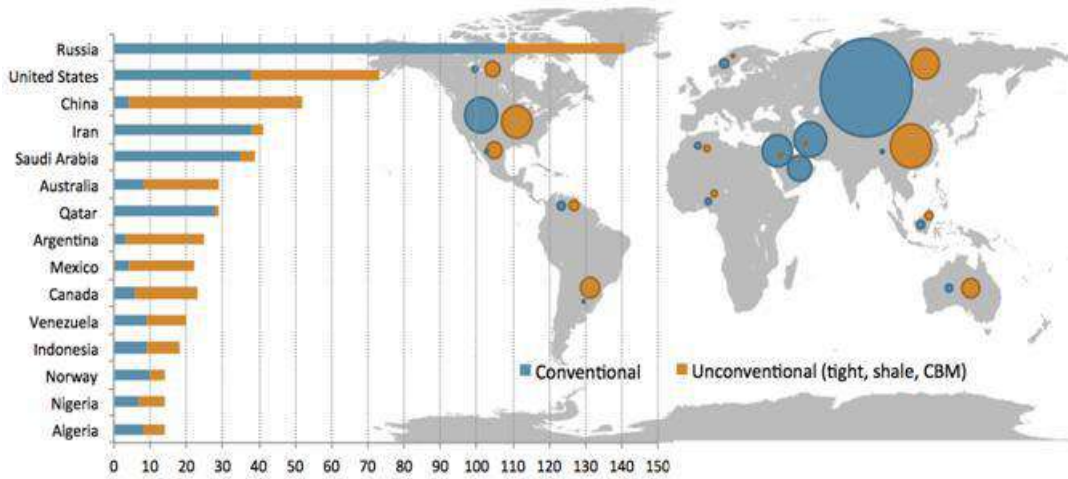 Russia
United States
China
Iran
Saudi Arabia
Australia
Qatar
Argentina
Mexico
Canada
Venezuela
Indonesia
Norway
Nigeria
Algeria
Conventional
Unconventional (tight, shale, CBM)
0 10 20 30 40 50 60 70 80 90 100 110 120 130 140 150